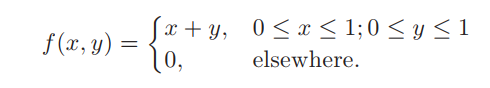 f(x, y) = { x + y, 0 ≤ x ≤ 1; 0 ≤ y ≤ 1
0, elsewhere.